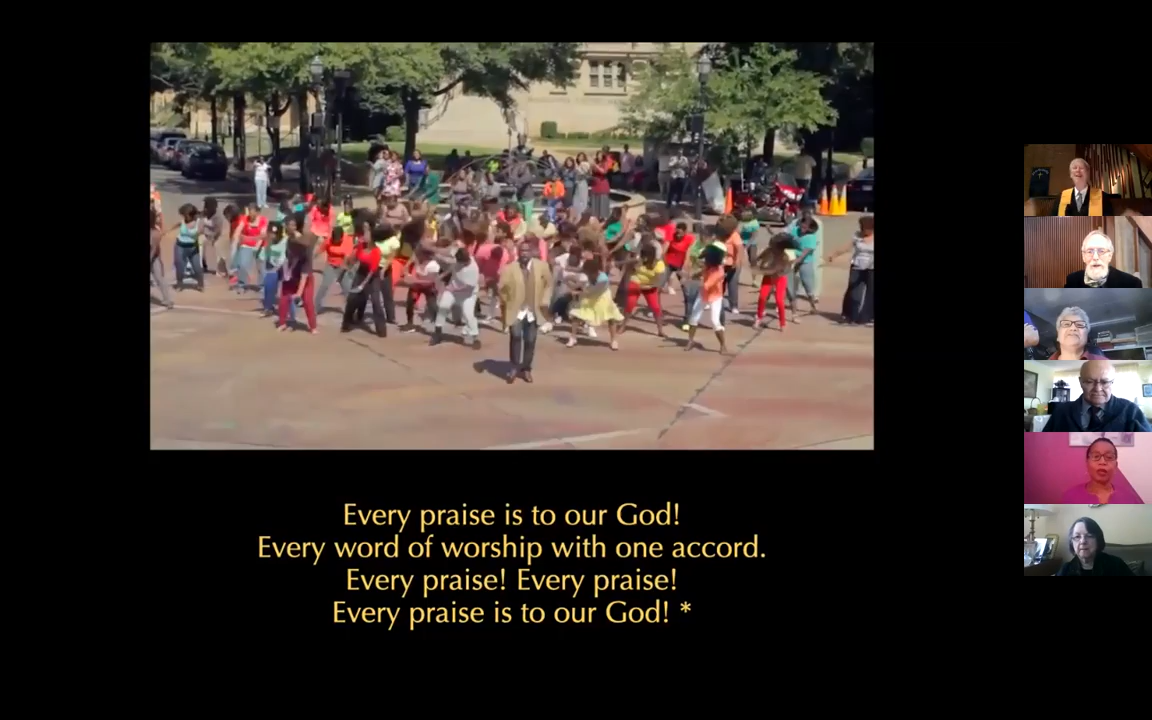 Every praise is to our God!
Every word of worship with one accord.
Every praise! Every praise!
Every praise is to our God! *